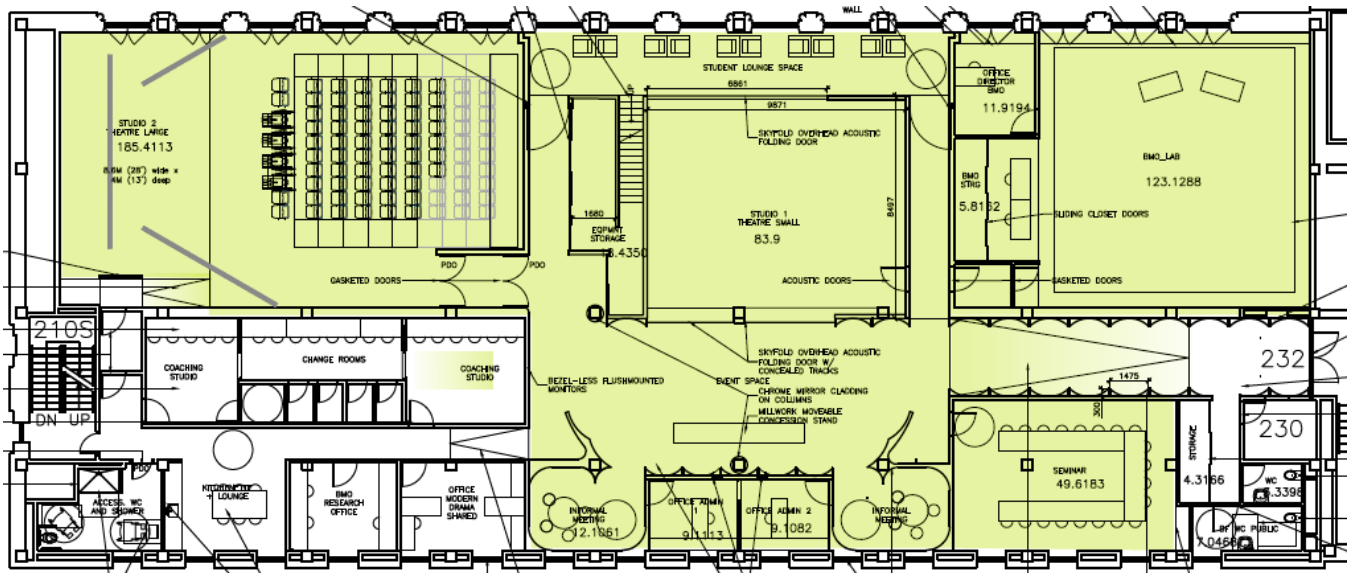 WALL
STUDENT LOUNGE SPACE
UP
6861
9871
SKYFOLD OVERHEAD ACOUSTIC
FOLDING DOOR
OFFICE
DIRECTOR
BMO
11.9194
STUDIO 2
THEATRE LARGE
185.4113
8.6M (28') wide x
4M (13') deep
BMO_LAB
123.1288
BMO
STRG
5.8162
SLIDING CLOSET DOORS
1680
EQPMNT
STORAGE
STUDIO 1
THEATRE SMALL
83.9
8497
PDO
PDO
GASKETED DOORS
ACOUSTIC DOORS
GASKETED DOORS
210S
DN UP
COACHING
STUDIO
CHANGE ROOMS
COACHING
STUDIO
BEZEL-LESS FLUSHMOUNTED
MONITORS
SKYFOLD OVERHEAD ACOUSTIC
FOLDING DOOR W/
CONCEALED TRACKS
EVENT SPACE
CHROME MIRROR CLADDING
ON COLUMNS
MILLWORK MOVEABLE
CONCESSION STAND
1475
300
232
230
PDO
ACCESS. WC
AND SHOWER
+ LOUNGE
BMO
RESEARCH
OFFICE
OFFICE
MODERN
DRAMA
SHARED
INFORMAL
MEETING
12.1061
OFFICE ADMIN
1
9.1113
OFFICE ADMIN 2
9.1082
INFORMAL
MEETING
SEMINAR
49.6183
STORAGE
4.3166
WC
BF WC PUBLIC